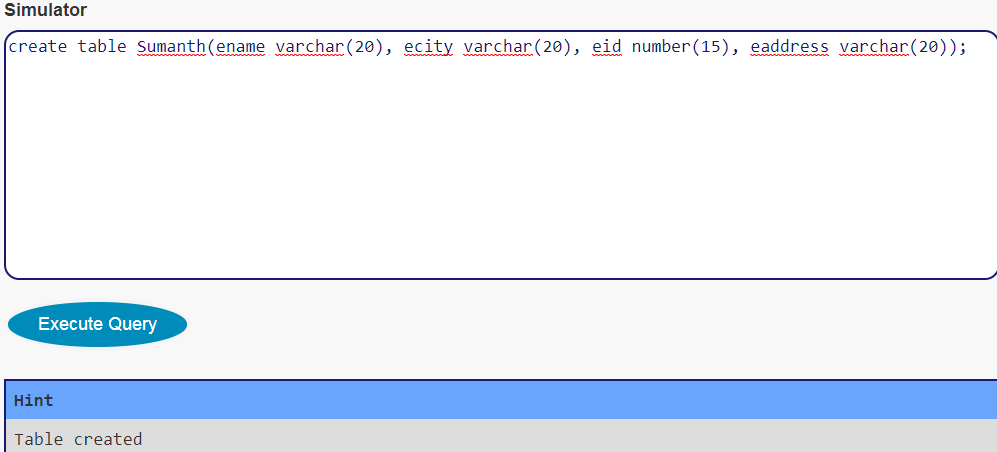 Simulator
create table Sumanth(ename varchar(20), ecity varchar(20), eid number(15), eaddress varchar(20));
Execute Query
Hint
Table created